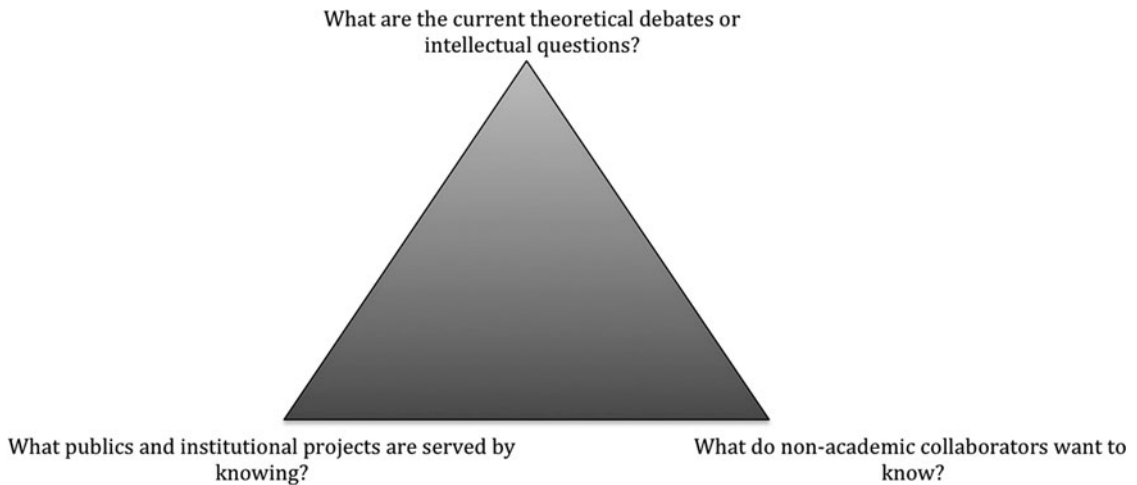 What are the current theoretical debates or
intellectual questions?
What publics and institutional projects are served by
knowing?
What do non-academic collaborators want to
know?